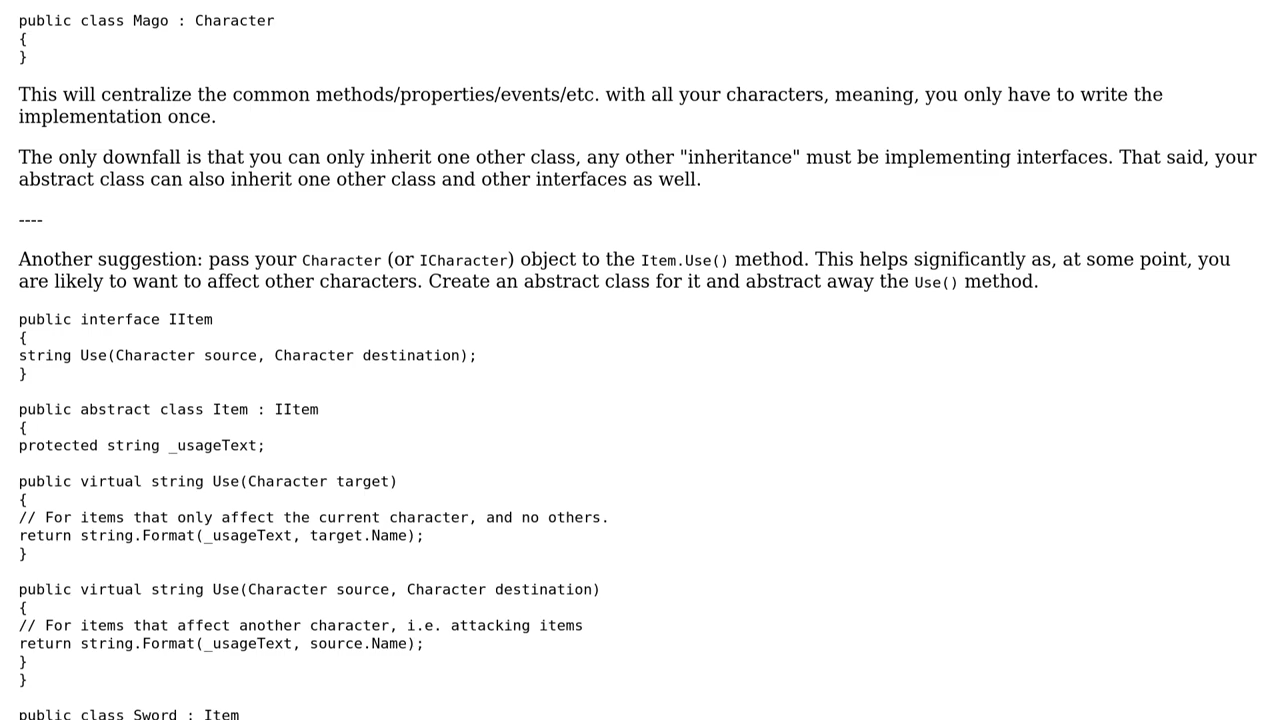 public class Mago : Character
{
}
This will centralize the common methods/properties/events/etc. with all your characters, meaning, you only have to write the
implementation once.
The only downfall is that you can only inherit one other class, any other "inheritance" must be implementing interfaces. That said, your
abstract class can also inherit one other class and other interfaces as well.
----
Another suggestion: pass your Character (or ICharacter) object to the Item.Use() method. This helps significantly as, at some point, you
are likely to want to affect other characters. Create an abstract class for it and abstract away the Use() method.
public interface IItem
{
string Use(Character source, Character destination);
}
public abstract class Item : IItem
{
protected string _usageText;
public virtual string Use(Character target)
{
// For items that only affect the current character, and no others.
return string.Format(_usageText, target.Name);
}
public virtual string Use(Character source, Character destination)
{
// For items that affect another character, i.e. attacking items
return string.Format(_usageText, source.Name);
}
}
public class Sword : Item